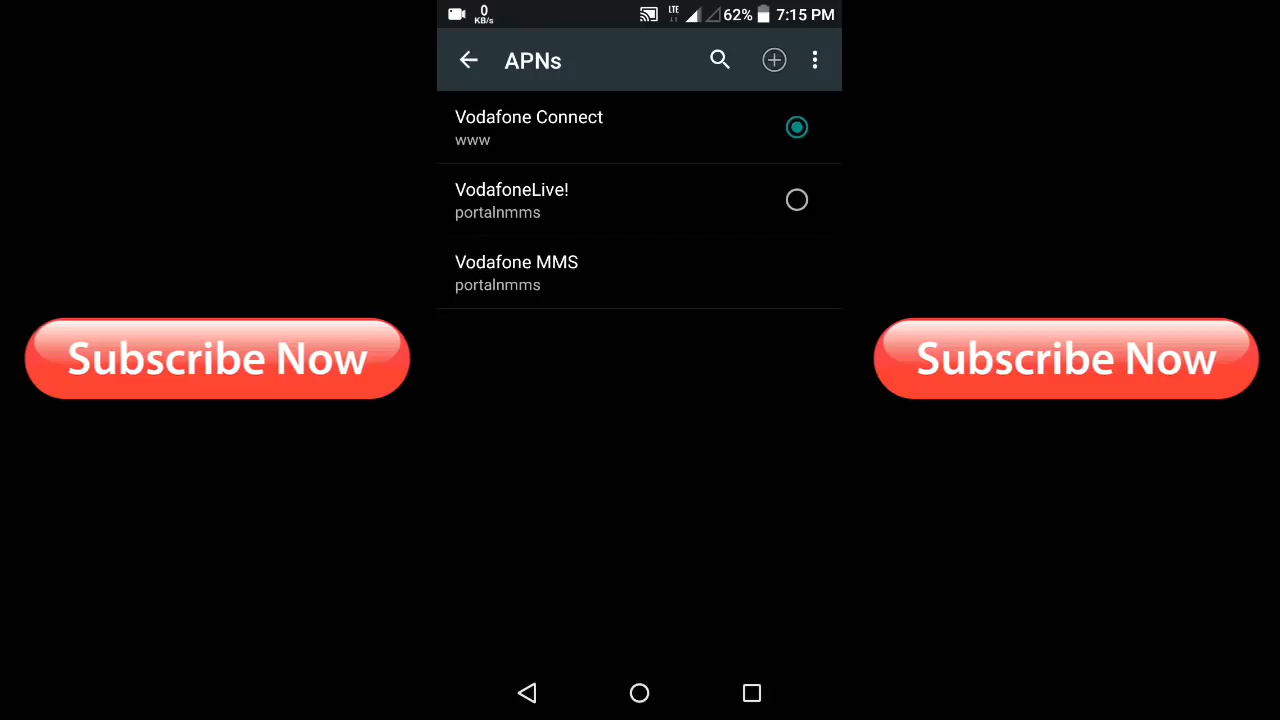 0
KB/s
LTE
62%
7:15 PM
APNs
Vodafone Connect
www
VodafoneLive!
portalnmms
Vodafone MMS
portalnmms
Subscribe Now
Subscribe Now